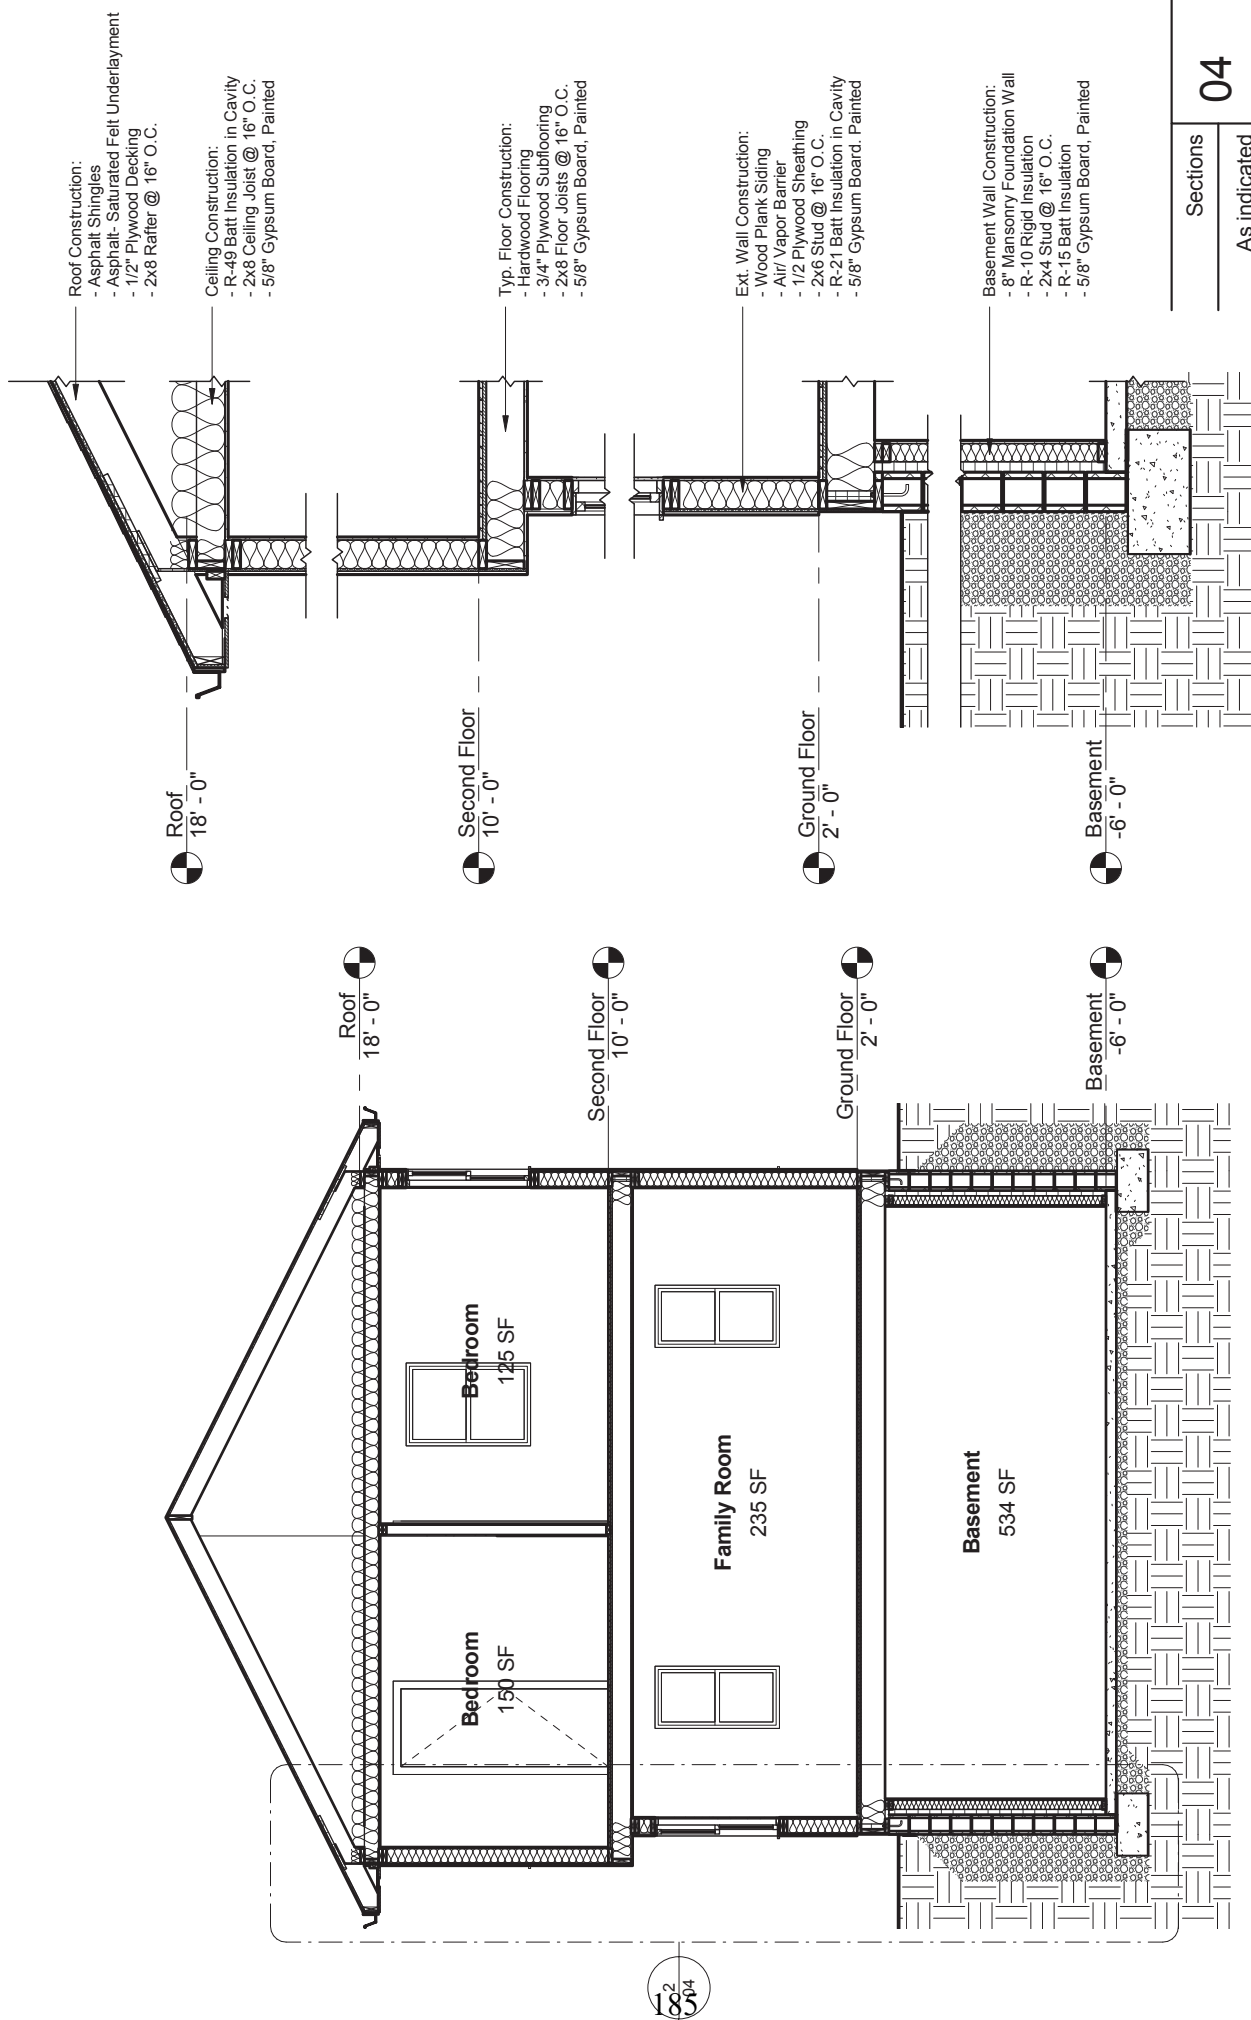 Roof
18' - 0"
Second Floor
10' - 0"
Ground Floor
2' - 0"
Basement
-6' - 0"
Bedroom
150 SF
Bedroom
125 SF
Family Room
235 SF
Basement
534 SF
2
04
185
Roof
18' - 0"
Second Floor
10' - 0"
Ground Floor
2' - 0"
Basement
-6' - 0"
Roof Construction:
- Asphalt Shingles
- Asphalt- Saturated Felt Underlayment
- 1/2" Plywood Decking
- 2x8 Rafter @ 16" O.C.
Ceiling Construction:
- R-49 Batt Insulation in Cavity
- 2x8 Ceiling Joist @ 16" O.C.
- 5/8" Gypsum Board, Painted
Typ. Floor Construction:
- Hardwood Flooring
- 3/4" Plywood Subflooring
- 2x8 Floor Joists @ 16" O.C.
- 5/8" Gypsum Board, Painted
Ext. Wall Construction:
- Wood Plank Siding
- Air/ Vapor Barrier
- 1/2 Plywood Sheathing
- 2x6 Stud @ 16" O.C.
- R-21 Batt Insulation in Cavity
- 5/8" Gypsum Board. Painted
Basement Wall Construction:
- 8" Mansonry Foundation Wall
- R-10 Rigid Insulation
- 2x4 Stud @ 16" O.C.
- R-15 Batt Insulation
- 5/8" Gypsum Board, Painted
Sections
04
As indicated